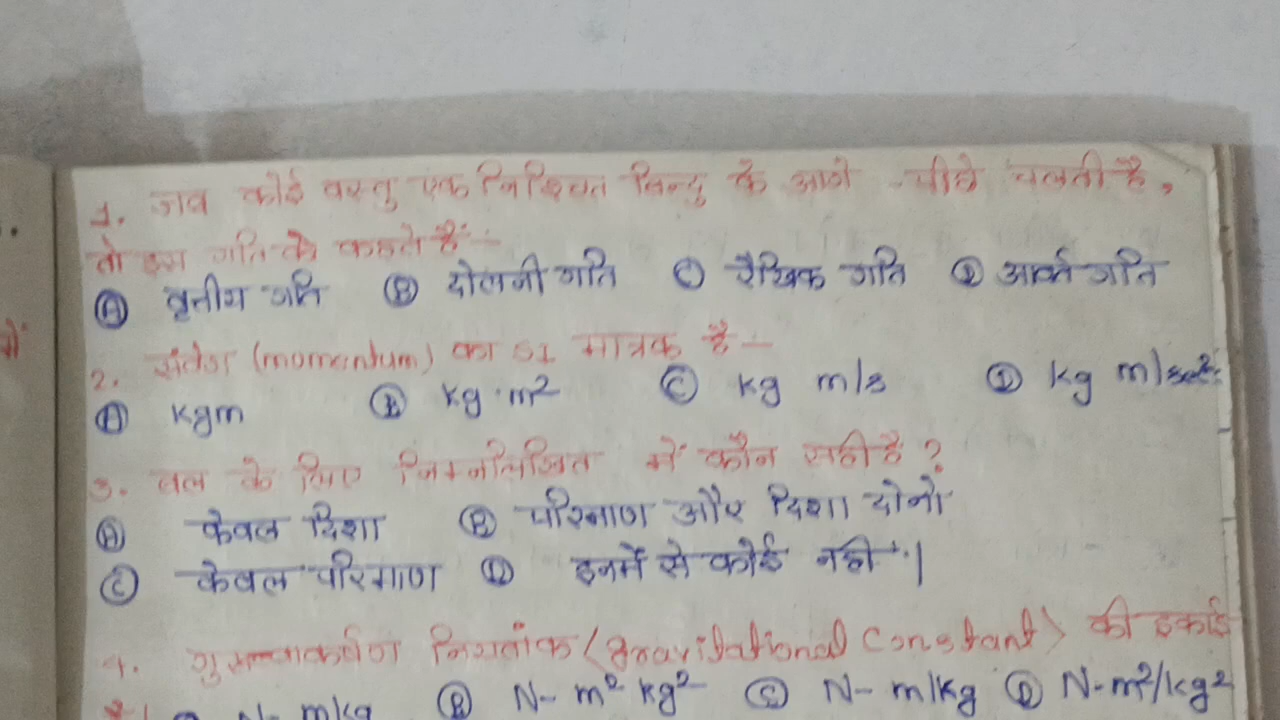 1. जब कोई वस्तु एक निश्चित बिन्दु के आगे -पीछे चलती है,
तो इस गति को कहते हैं:-
Ⓐ वृतीय गति Ⓑ दोलनी गति Ⓒ रैखिक गति Ⓓ आवर्त गति
2. संवेग (momentum) का SI मात्रक है -
Ⓐ kgm Ⓑ kg·m² Ⓒ kg m/s Ⓓ kg m/sec²
3. बल के लिए निम्नलिखित में कौन सही है ?
Ⓐ केवल दिशा Ⓑ परिमाण और दिशा दोनो
Ⓒ केवल परिमाण Ⓓ इनमें से कोई नही |
4. गुरुत्वाकर्षण नियतांक (gravitational Constant) की इकाई
N- m/kg Ⓑ N- m² kg² Ⓒ N- m/kg Ⓓ N-m²/kg²